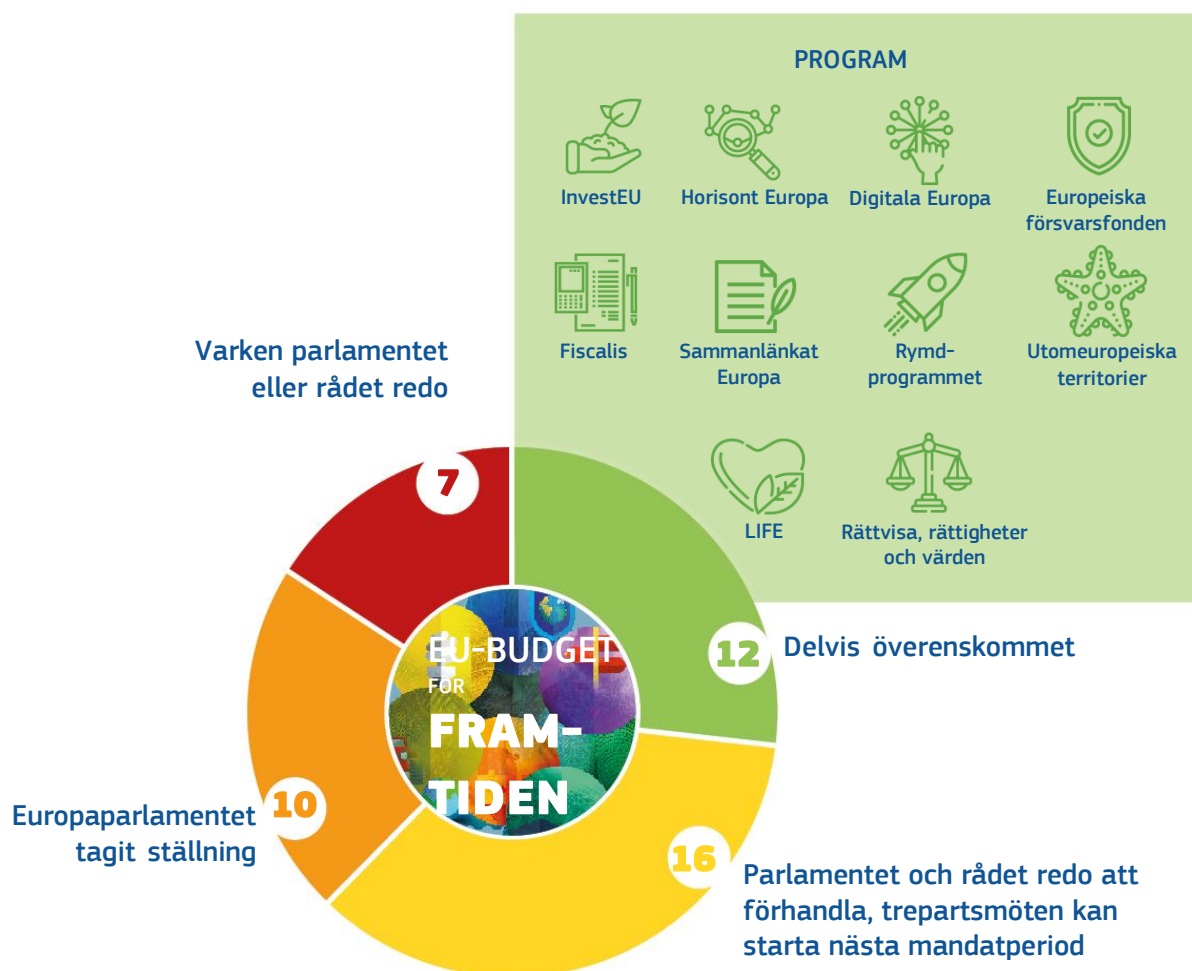 PROGRAM
InvestEU
Horisont Europa
Digitala Europa
Europeiska
försvarsfonden
Fiscalis
Sammanlänkat
Europa
Rymd-
programmet
Utomeuropeiska
territorier
LIFE
Rättvisa, rättigheter
och värden
Varken parlamentet
eller rådet redo
7
12
Delvis överenskommet
EU-BUDGET
FÖR
FRAM-
TIDEN
Europaparlamentet
tagit ställning
10
16
Parlamentet och rådet redo att
förhandla, trepartsmöten kan
starta nästa mandatperiod